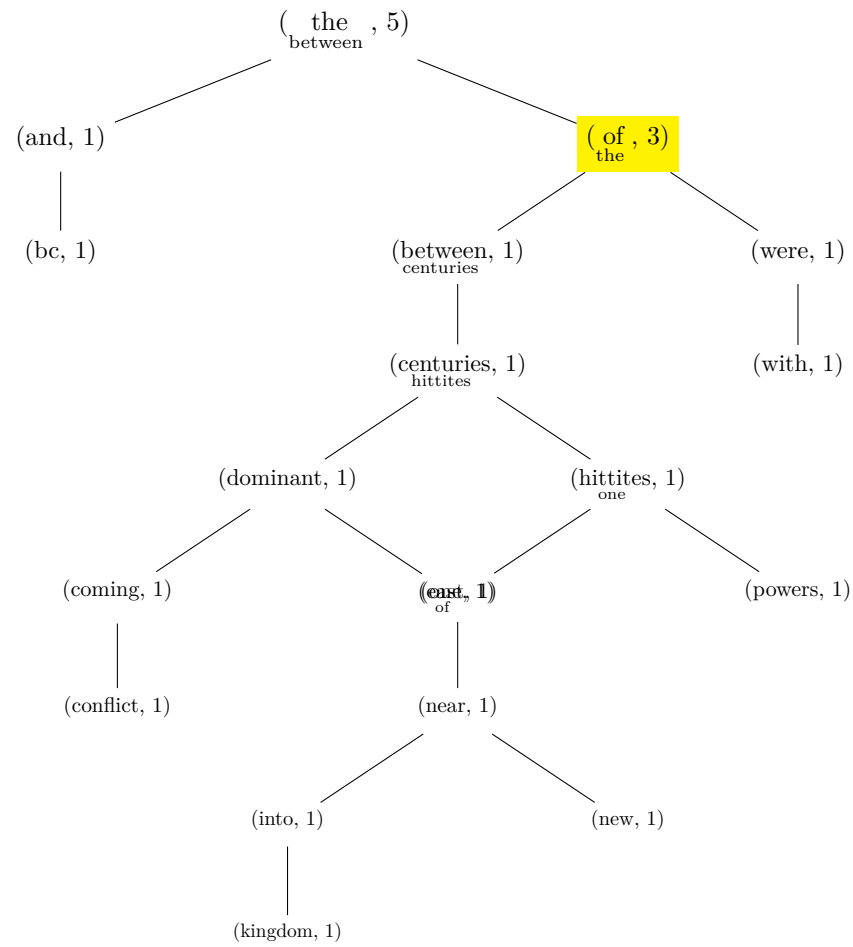 ( the , 5)
between
(and, 1) ( of , 3)
the
(bc, 1) (between, 1) (were, 1)
centuries
(centuries, 1) (with, 1)
hittites
(dominant, 1) (hittites, 1)
one
(coming, 1) (powers, 1)
of
(conflict, 1) (near, 1)
(into, 1) (new, 1)
(kingdom, 1)